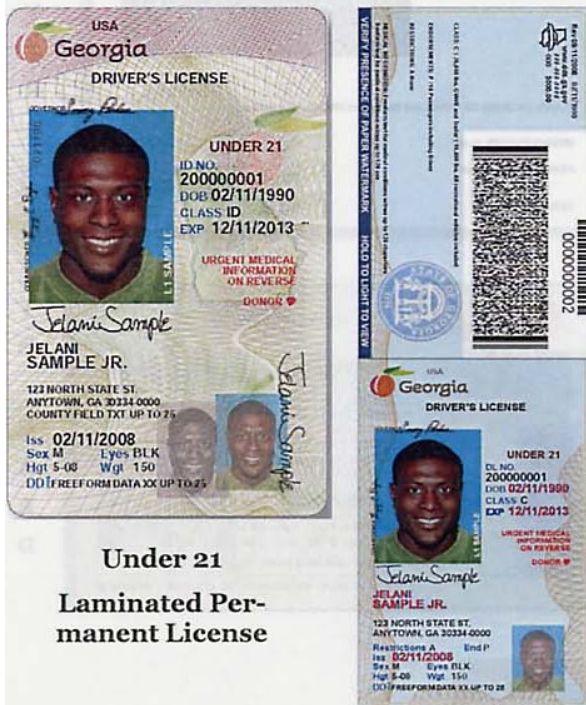 USA
Georgia
DRIVER'S LICENSE
UNDER 21
ID NO.
200000001
DOB 02/11/1990
CLASS ID
EXP 12/11/2013
URGENT MEDICAL
INFORMATION
ON REVERSE
DONOR
L1 SAMPLE
Jelani Sample
JELANI
SAMPLE JR.
123 NORTH STATE ST.
ANYTOWN, GA 30334-0000
COUNTY FIELD TXT UP TO 25
Iss 02/11/2008
Sex M Eyes BLK
Hgt 5-08 Wgt 150
DD FREEFORM DATA XX UP TO 25
Jelani Sample
Under 21
Laminated Per-
manent License
VERIFY PRESENCE OF PAPER WATERMARK HOLD TO LIGHT TO VIEW
STATE OF GEORGIA
000000000002
USA
Georgia
DRIVER'S LICENSE
UNDER 21
DL NO.
200000001
DOB 02/11/1990
CLASS C
EXP 12/11/2013
URGENT MEDICAL
INFORMATION
ON REVERSE
DONOR
L1 SAMPLE
Jelani Sample
JELANI
SAMPLE JR.
123 NORTH STATE ST.
ANYTOWN, GA 30334-0000
Restrictions A End P
Iss 02/11/2008
Sex M Eyes BLK
Hgt 5-08 Wgt 150
DD FREEFORM DATA XX UP TO 25